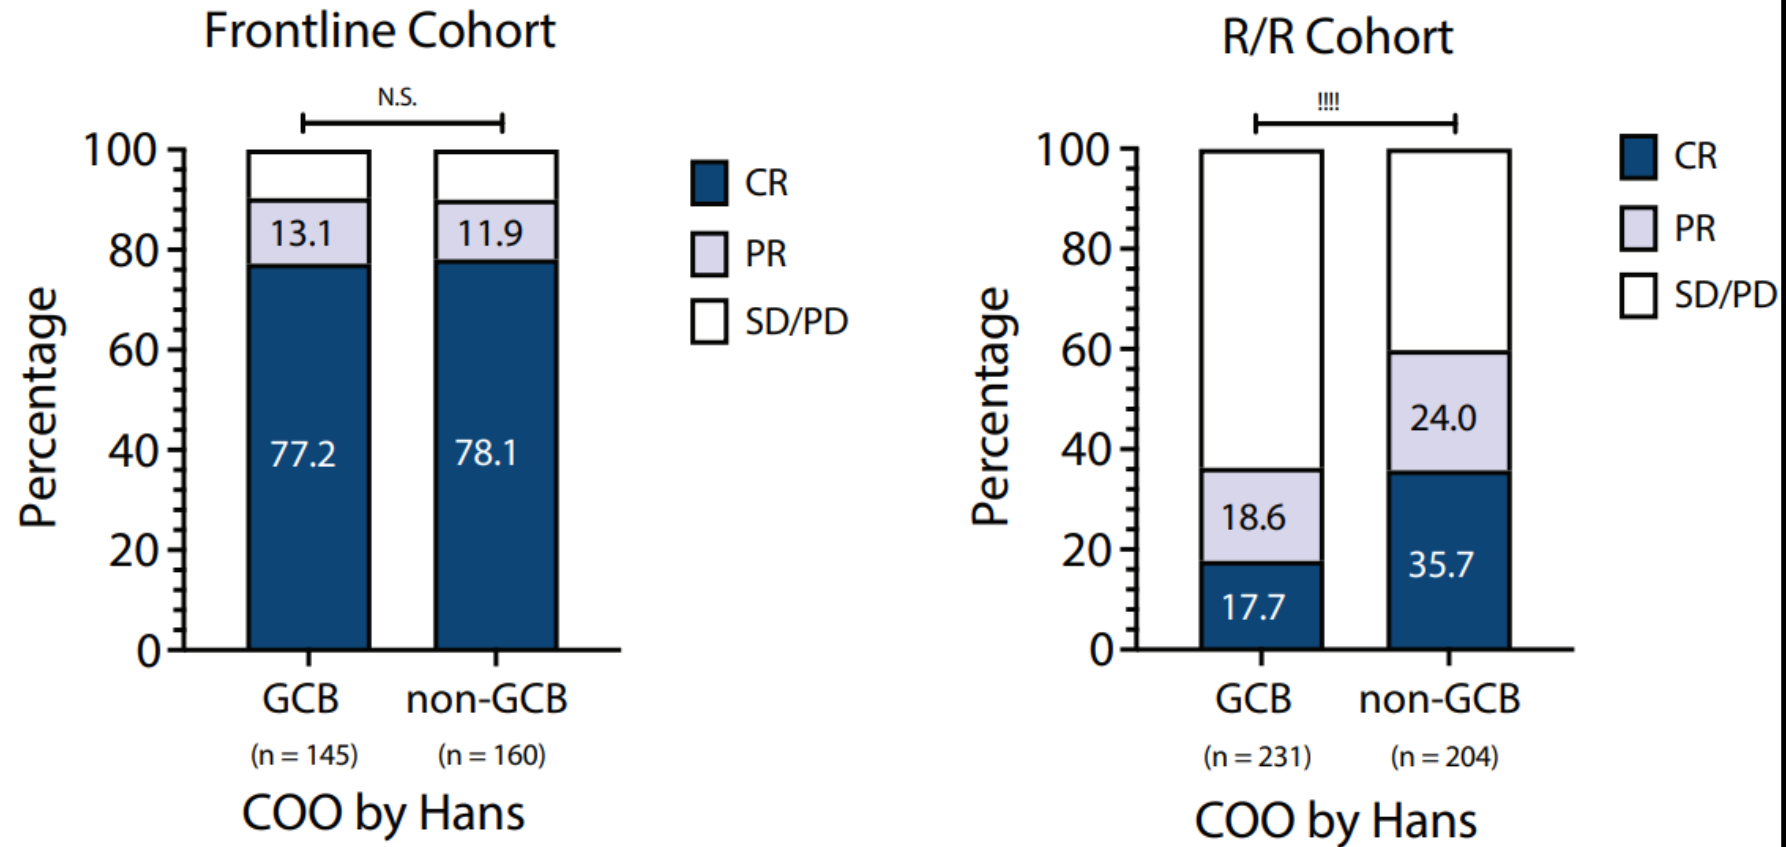 Frontline Cohort
N.S.
100
80
60
40
20
0
Percentage
13.1
11.9
77.2
78.1
CR
PR
SD/PD
GCB
non-GCB
(n = 145)
(n = 160)
COO by Hans
R/R Cohort
!!!!
100
80
60
40
20
0
Percentage
24.0
18.6
35.7
17.7
CR
PR
SD/PD
GCB
non-GCB
(n = 231)
(n = 204)
COO by Hans